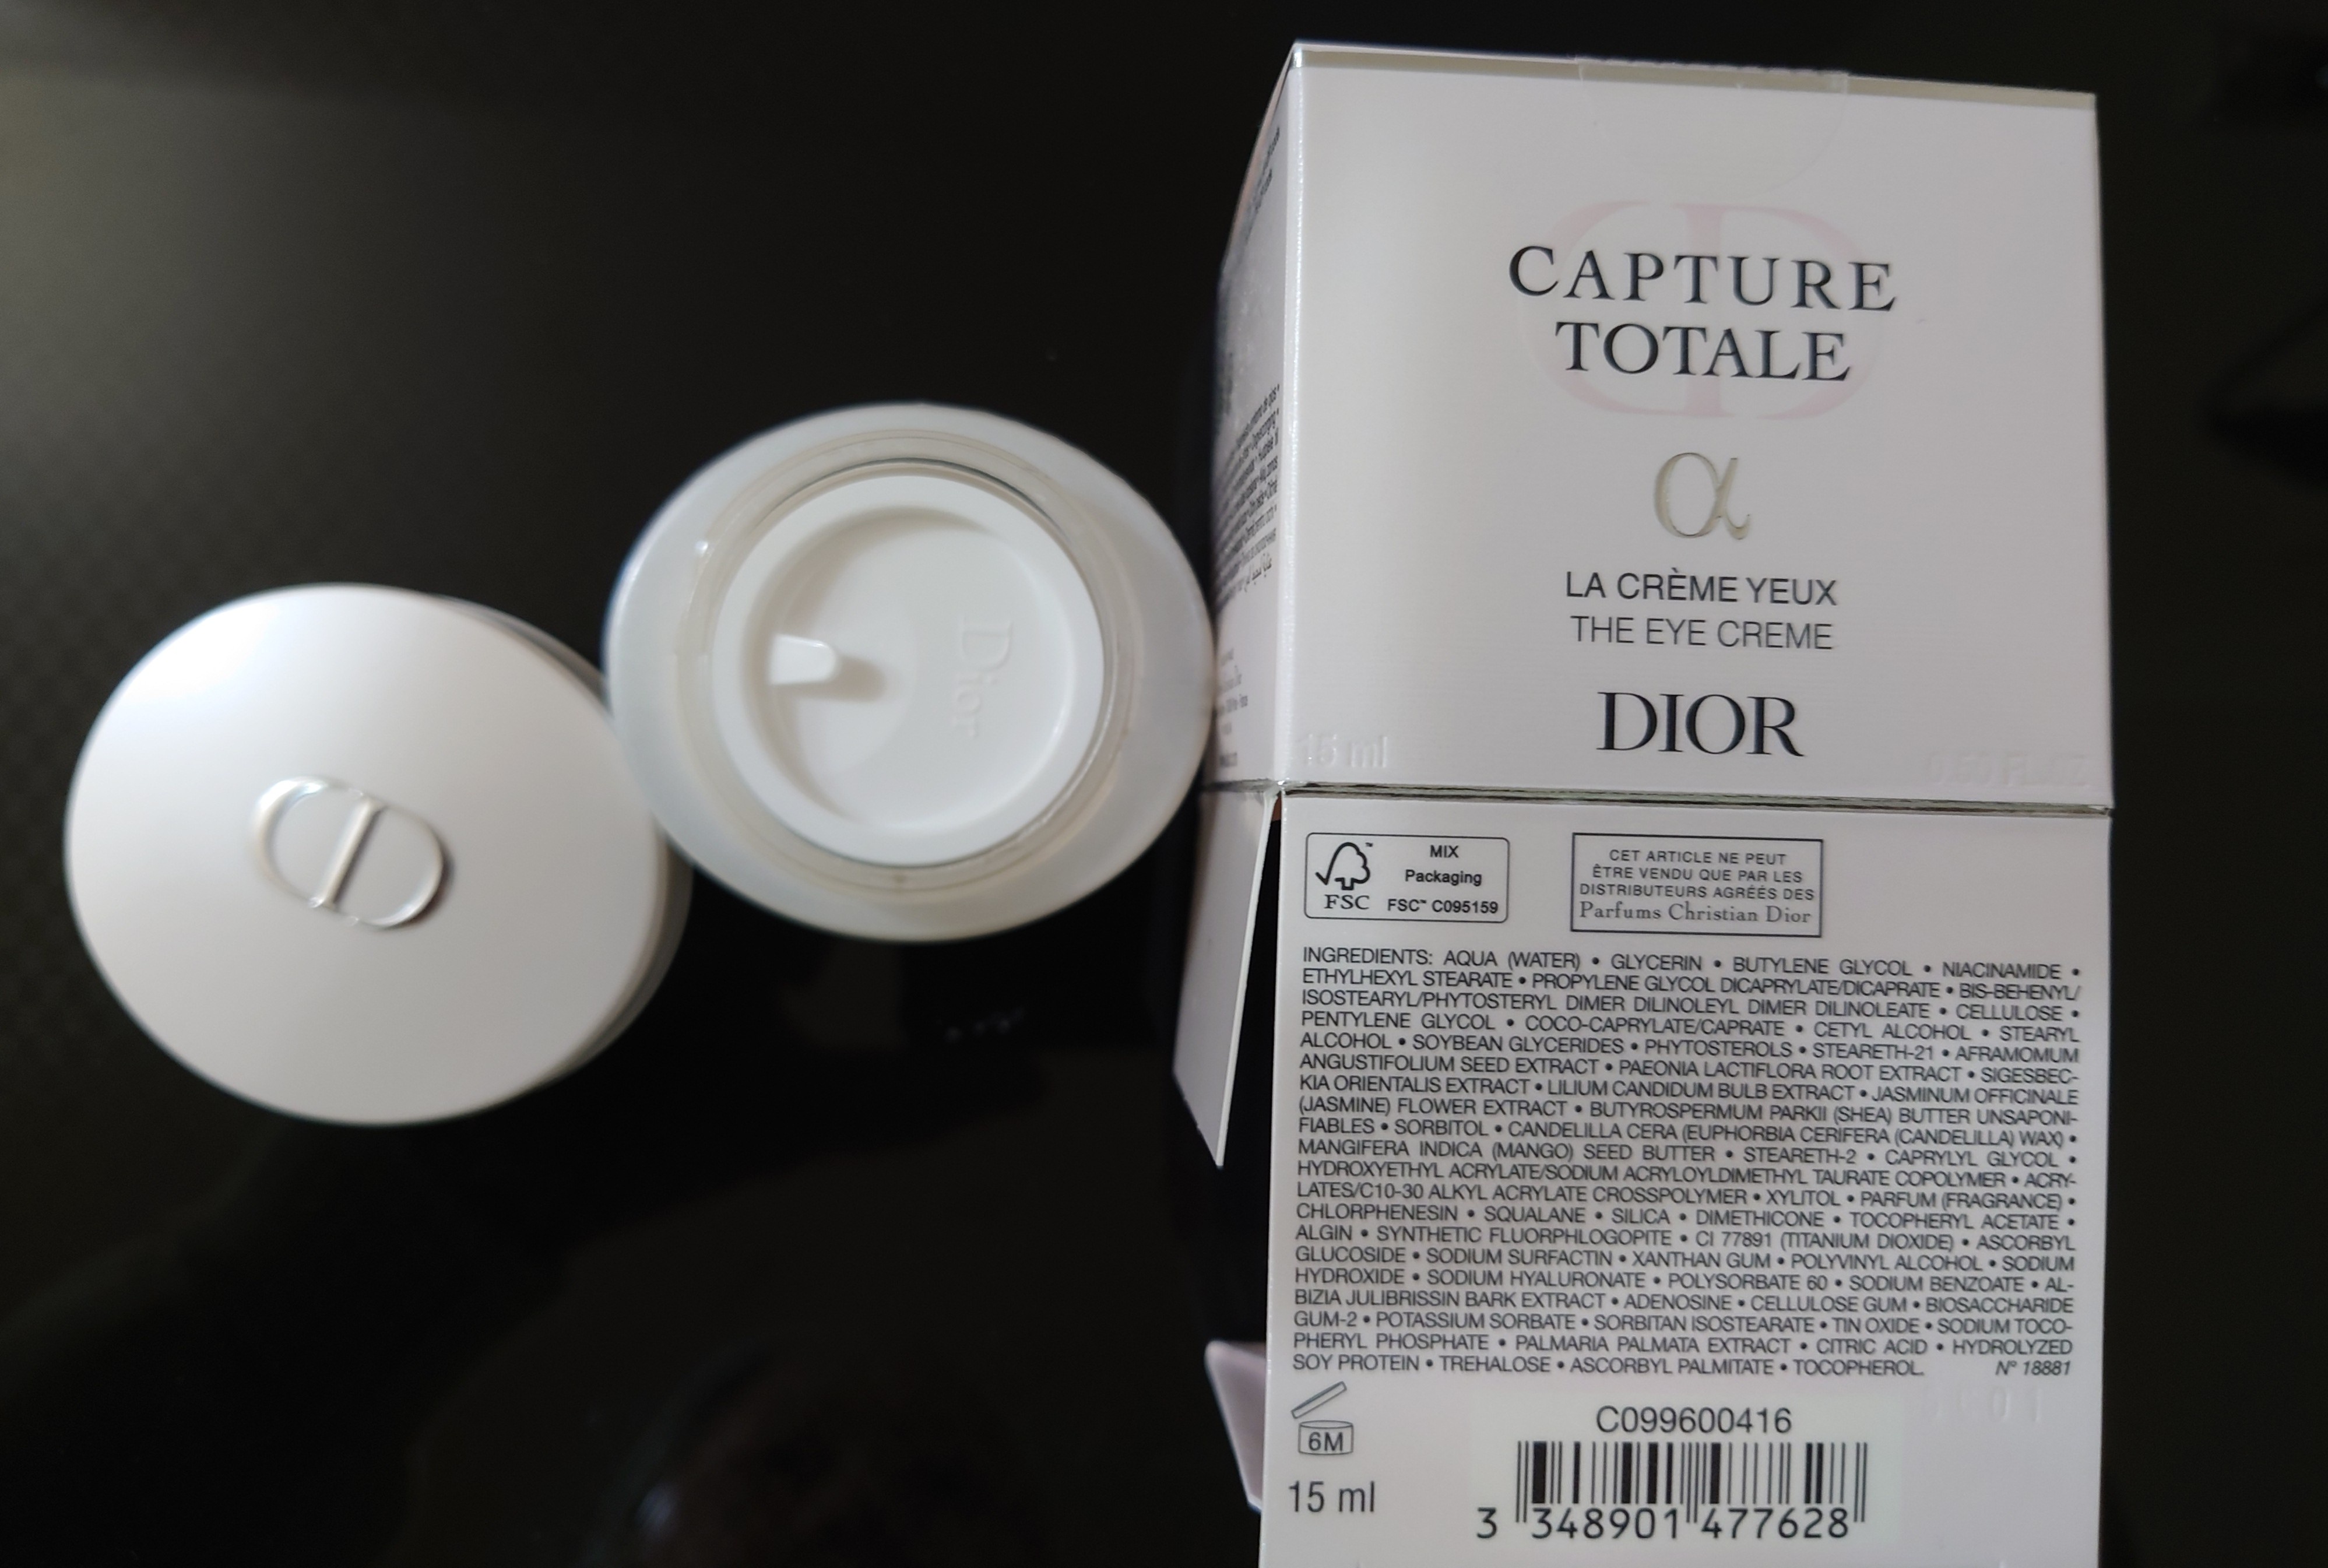 CAPTURE
TOTALE
α
LA CRÈME YEUX
THE EYE CREME
DIOR
15 ml
0.50 FL.OZ
Dior
FSC™
MIX
Packaging
FSC™ C095159
CET ARTICLE NE PEUT
ÊTRE VENDU QUE PAR LES
DISTRIBUTEURS AGRÉÉS DES
Parfums Christian Dior
INGREDIENTS: AQUA (WATER) • GLYCERIN • BUTYLENE GLYCOL • NIACINAMIDE •
ETHYLHEXYL STEARATE • PROPYLENE GLYCOL DICAPRYLATE/DICAPRATE • BIS-BEHENYL/
ISOSTEARYL/PHYTOSTERYL DIMER DILINOLEYL DIMER DILINOLEATE • CELLULOSE •
PENTYLENE GLYCOL • COCO-CAPRYLATE/CAPRATE • CETYL ALCOHOL • STEARYL
ALCOHOL • SOYBEAN GLYCERIDES • PHYTOSTEROLS • STEARETH-21 • AFRAMOMUM
ANGUSTIFOLIUM SEED EXTRACT • PAEONIA LACTIFLORA ROOT EXTRACT • SIGESBEC-
KIA ORIENTALIS EXTRACT • LILIUM CANDIDUM BULB EXTRACT • JASMINUM OFFICINALE
(JASMINE) FLOWER EXTRACT • BUTYROSPERMUM PARKII (SHEA) BUTTER UNSAPONI-
FIABLES • SORBITOL • CANDELILLA CERA (EUPHORBIA CERIFERA (CANDELILLA) WAX) •
MANGIFERA INDICA (MANGO) SEED BUTTER • STEARETH-2 • CAPRYLYL GLYCOL •
HYDROXYETHYL ACRYLATE/SODIUM ACRYLOYLDIMETHYL TAURATE COPOLYMER • ACRY-
LATES/C10-30 ALKYL ACRYLATE CROSSPOLYMER • XYLITOL • PARFUM (FRAGRANCE) •
CHLORPHENESIN • SQUALANE • SILICA • DIMETHICONE • TOCOPHERYL ACETATE •
ALGIN • SYNTHETIC FLUORPHLOGOPITE • CI 77891 (TITANIUM DIOXIDE) • ASCORBYL
GLUCOSIDE • SODIUM SURFACTIN • XANTHAN GUM • POLYVINYL ALCOHOL • SODIUM
HYDROXIDE • SODIUM HYALURONATE • POLYSORBATE 60 • SODIUM BENZOATE • AL-
BIZIA JULIBRISSIN BARK EXTRACT • ADENOSINE • CELLULOSE GUM • BIOSACCHARIDE
GUM-2 • POTASSIUM SORBATE • SORBITAN ISOSTEARATE • TIN OXIDE • SODIUM TOCO-
PHERYL PHOSPHATE • PALMARIA PALMATA EXTRACT • CITRIC ACID • HYDROLYZED
SOY PROTEIN • TREHALOSE • ASCORBYL PALMITATE • TOCOPHEROL. N° 18881
6M
15 ml
C099600416
3 348901 477628